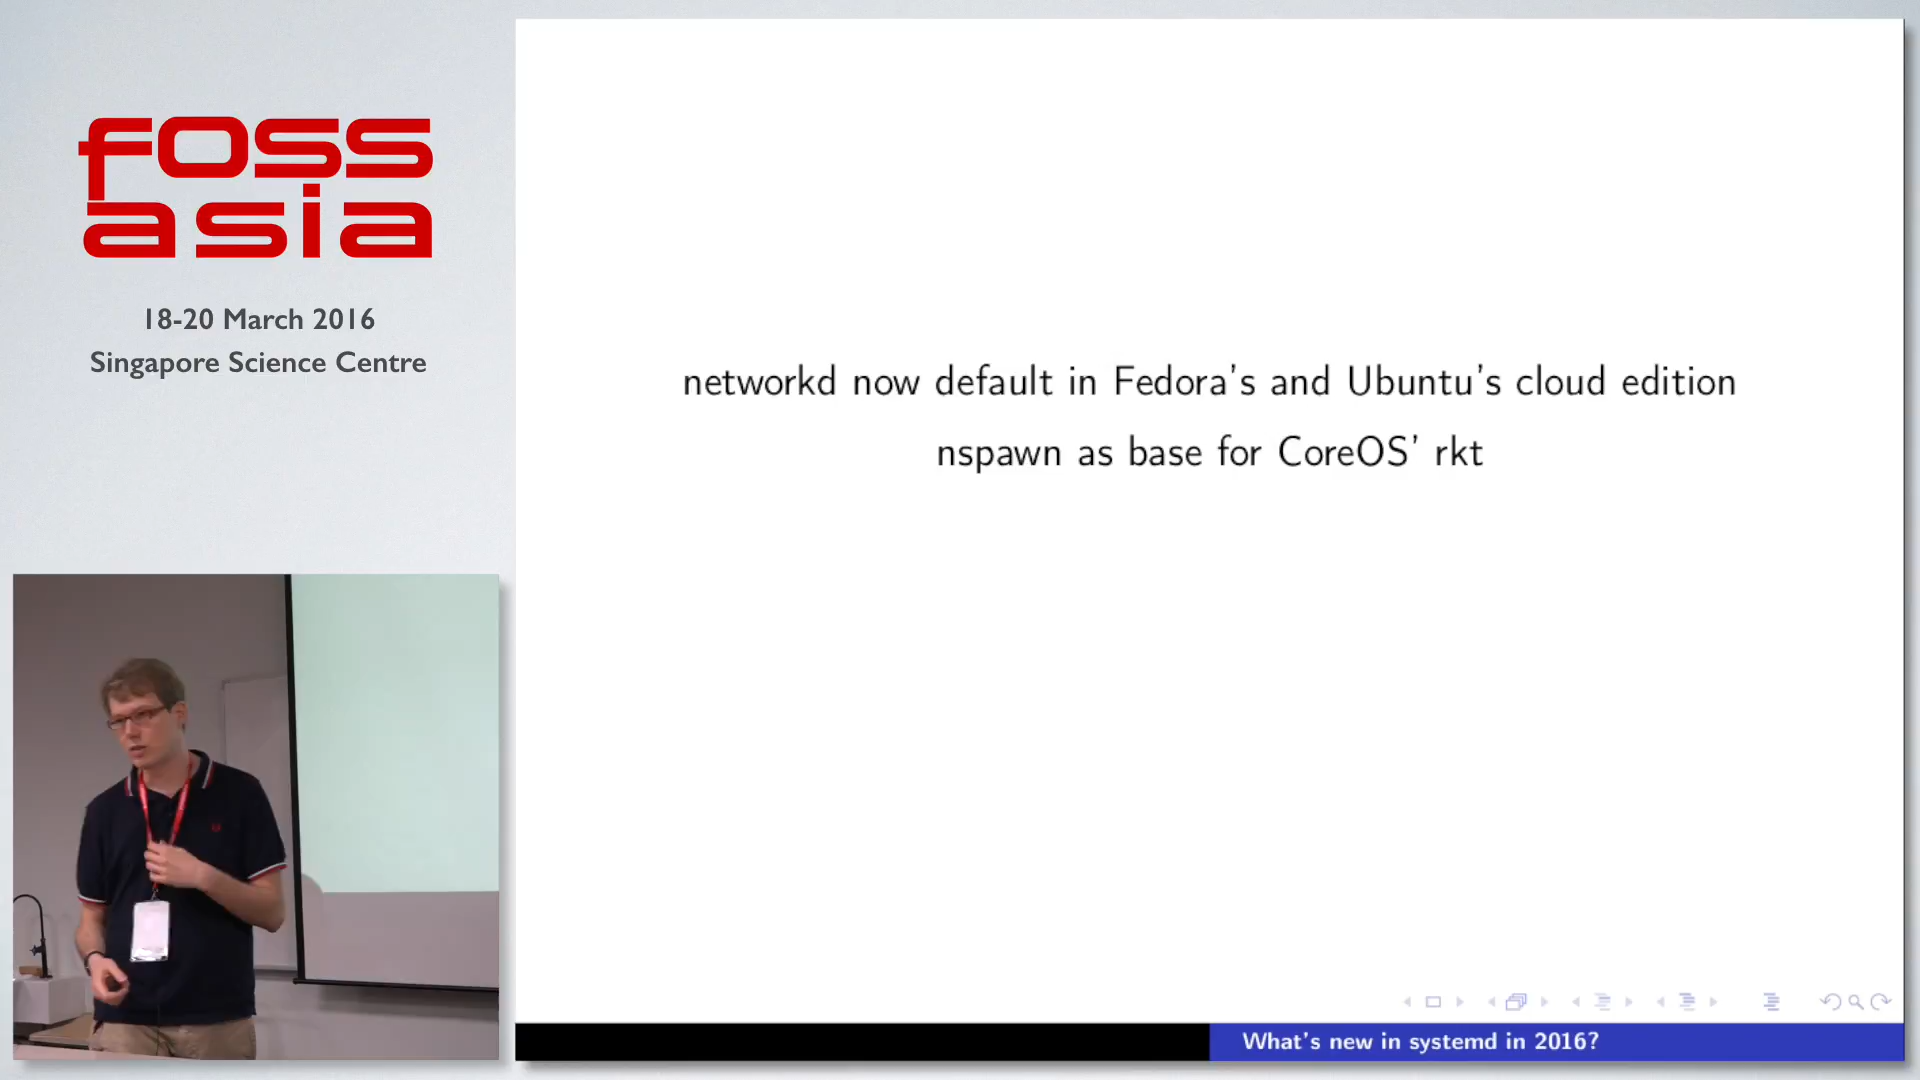 foss
asia
18-20 March 2016
Singapore Science Centre
networkd now default in Fedora's and Ubuntu's cloud edition
nspawn as base for CoreOS' rkt
What's new in systemd in 2016?